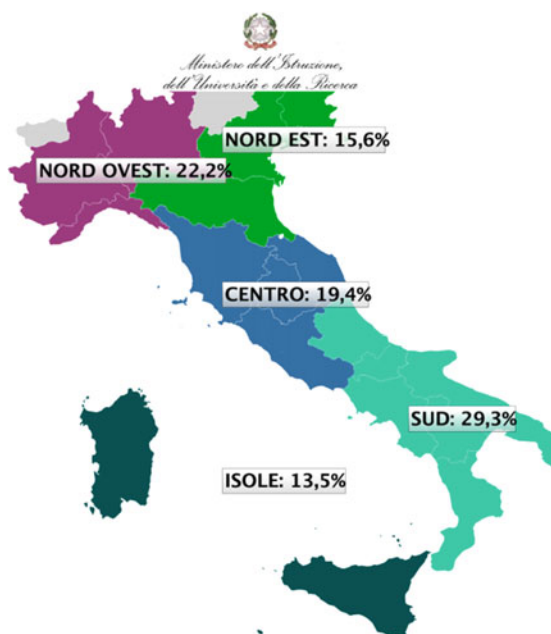 Ministero dell'Istruzione,
dell'Università e della Ricerca
NORD EST: 15,6%
NORD OVEST: 22,2%
CENTRO: 19,4%
SUD: 29,3%
ISOLE: 13,5%